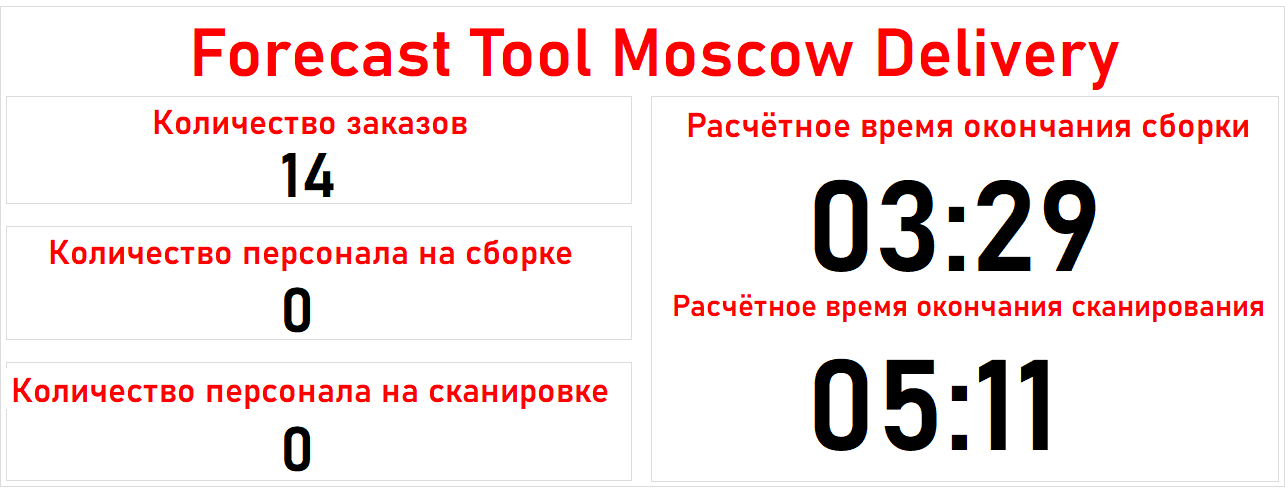 Forecast Tool Moscow Delivery
Количество заказов
14
Количество персонала на сборке
0
Количество персонала на сканировке
0
Расчётное время окончания сборки
03:29
Расчётное время окончания сканирования
05:11